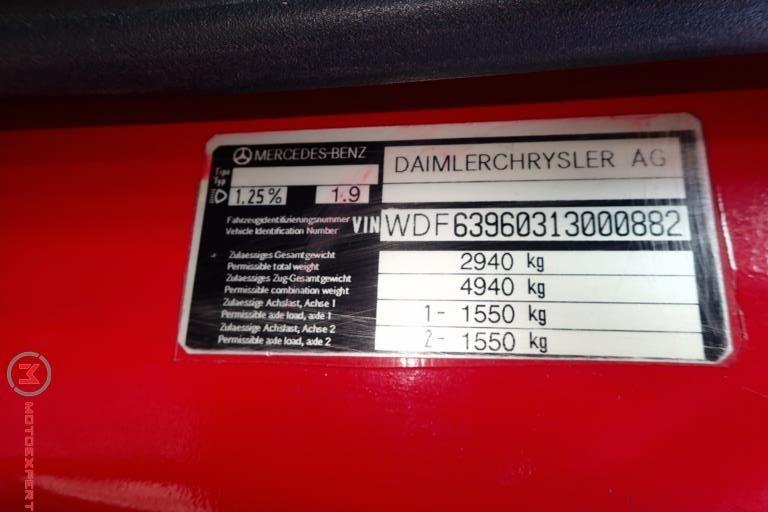 MERCEDES-BENZ
DAIMLERCHRYSLER AG
Tipo
Typ
1.25% 1.9
Fahrzeugidentifizierungsnummer
Vehicle Identification Number
VIN WDF63960313000882
Zulaessiges Gesamtgewicht
Permissible total weight
2940 kg
Zulaessiges Zug-Gesamtgewicht
Permissible combination weight
4940 kg
Zulaessige Achslast, Achse 1
Permissible axle load, axle 1
1- 1550 kg
Zulaessige Achslast, Achse 2
Permissible axle load, axle 2
2- 1550 kg
MOTOEXPERT